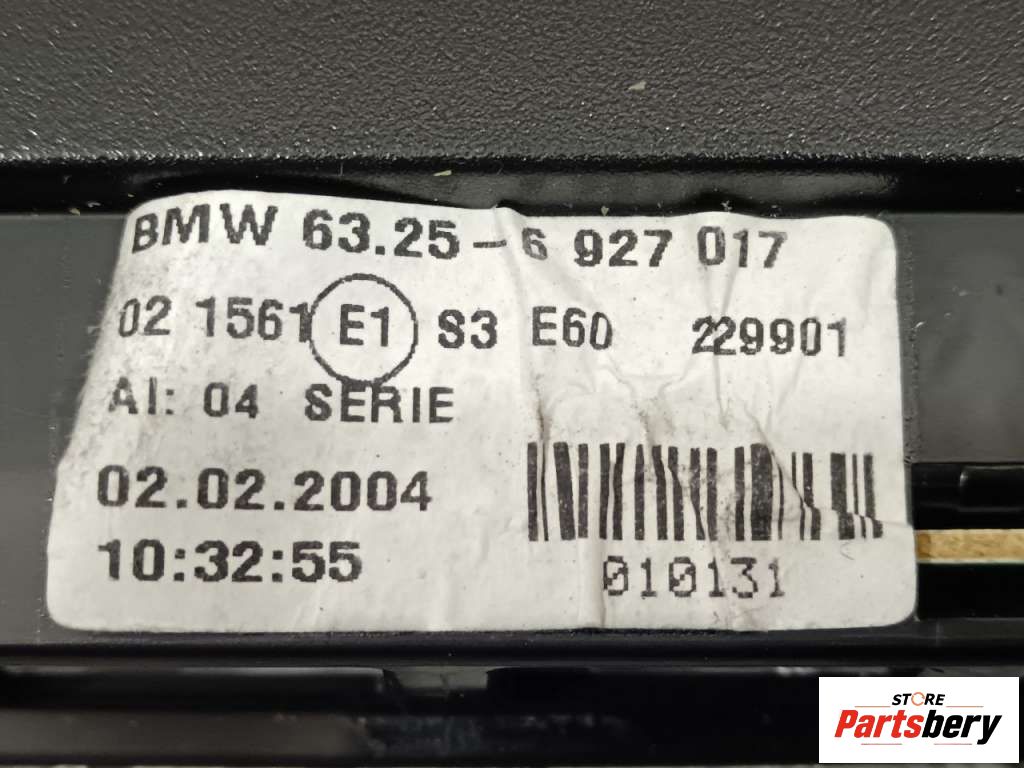 BMW 63.25-6 927 017
02 1561 E1 S3 E60 229901
AI: 04 SERIE
02.02.2004
10:32:55
010131
STORE
Partsbery